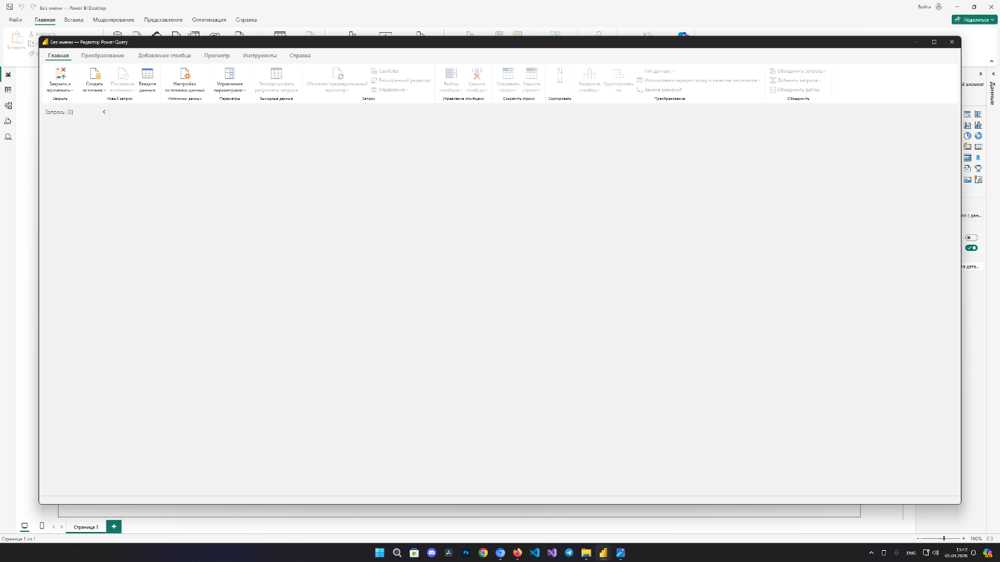 Без имени — Power BI Desktop
Войти
Файл Главная Вставка Моделирование Представление Оптимизация Справка
Поделиться
Вставить
Вырезать
Без имени — Редактор Power Query
Главная Преобразование Добавление столбца Просмотр Инструменты Справка
Закрыть и применить
Создать источник
Последние источники
Введите данные
Настройки источника данных
Управление параметрами
Экспортировать результаты запроса
Обновить предварительный просмотр
Свойства
Расширенный редактор
Управление
Выбор столбцов
Удалить столбцы
Сохранить строки
Удалить строки
Разделить столбец
Группировать по
Тип данных:
Использовать первую строку в качестве заголовков
Замена значений
Объединить запросы
Добавить запросы
Объединить файлы
Закрыть
Новый запрос
Источники данных
Параметры
Выходные данные
Запрос
Управление столбцами
Сократить строки
Сортировать
Преобразование
Объединить
Запросы [0]
й элемент
Данные
R
ля с дан...
ля дета...
Страница 1
Страница 1 из 1
160%
ENG
15:42
01.04.2026